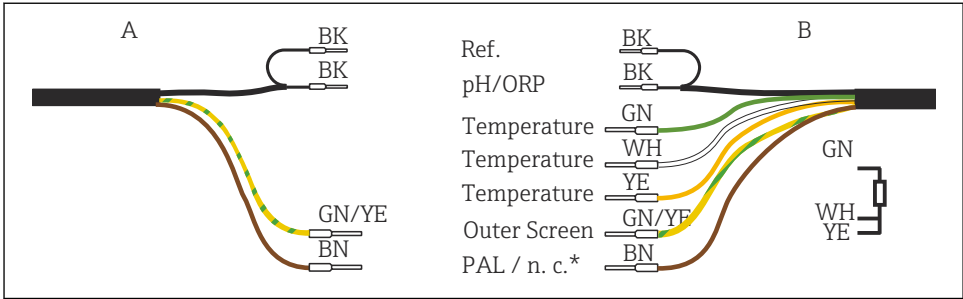 A
BK
BK
GN/YE
BN
B
Ref. BK
pH/ORP BK
Temperature GN
Temperature WH
Temperature YE
Outer Screen GN/YE
PAL / n. c.* BN
GN
WH
YE